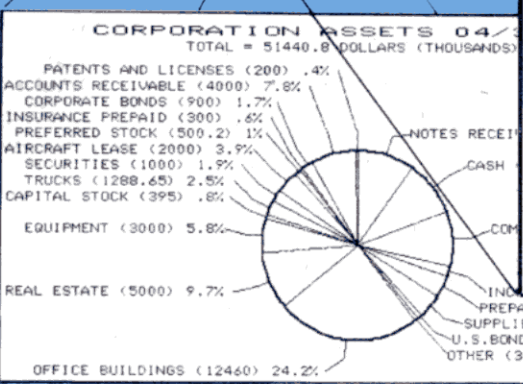 CORPORATION ASSETS 04/
TOTAL = 51440.8 DOLLARS (THOUSANDS)
PATENTS AND LICENSES (200) .4%
ACCOUNTS RECEIVABLE (4000) 7.8%
CORPORATE BONDS (900) 1.7%
INSURANCE PREPAID (300) .6%
PREFERRED STOCK (500.2) 1%
AIRCRAFT LEASE (2000) 3.9%
SECURITIES (1000) 1.9%
TRUCKS (1288.65) 2.5%
CAPITAL STOCK (395) .8%
EQUIPMENT (3000) 5.8%
REAL ESTATE (5000) 9.7%
OFFICE BUILDINGS (12460) 24.2%
NOTES RECEI
CASH
COM
INC
PREPA
SUPPLI
U.S.BOND
OTHER (3